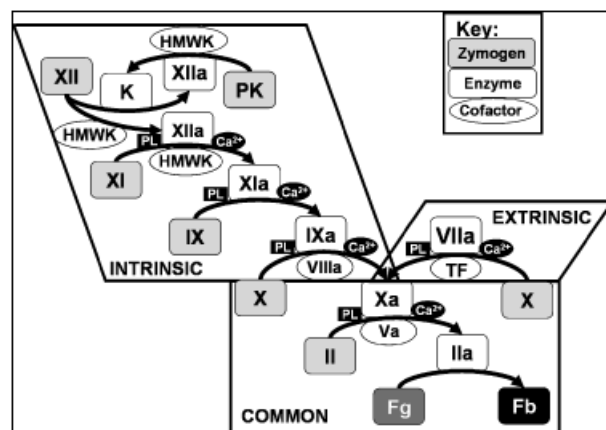 Key:
Zymogen
Enzyme
Cofactor
HMWK
XII
XIIa
K
PK
HMWK
XIIa
PL
Ca²⁺
HMWK
XI
XIa
PL
Ca²⁺
IX
IXa
PL
Ca²⁺
VIIIa
INTRINSIC
EXTRINSIC
VIIa
PL
Ca²⁺
TF
X
Xa
X
PL
Ca²⁺
Va
II
IIa
Fg
Fb
COMMON